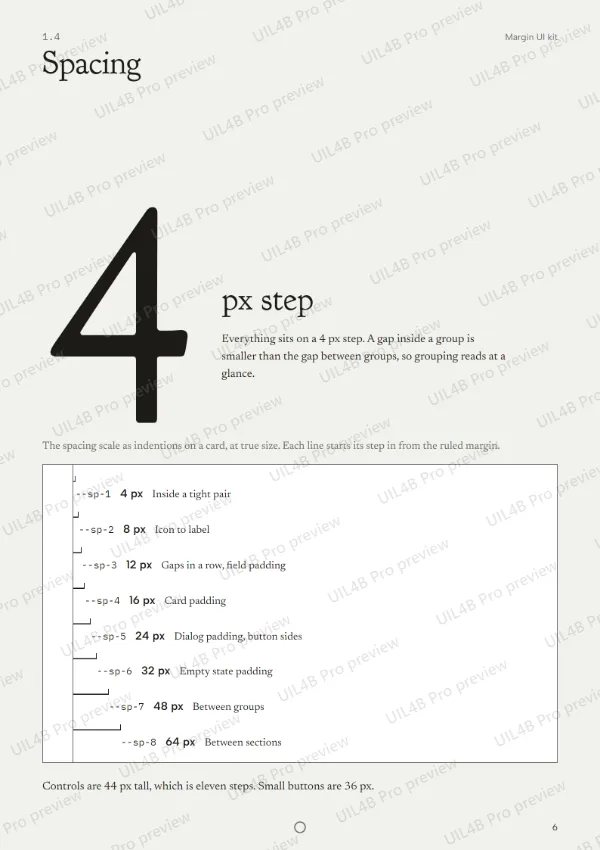 1.4
Margin UI kit
Spacing
4
px step
Everything sits on a 4 px step. A gap inside a group is
smaller than the gap between groups, so grouping reads at a
glance.
The spacing scale as indentions on a card, at true size. Each line starts its step in from the ruled margin.
--sp-1 4 px Inside a tight pair
--sp-2 8 px Icon to label
--sp-3 12 px Gaps in a row, field padding
--sp-4 16 px Card padding
--sp-5 24 px Dialog padding, button sides
--sp-6 32 px Empty state padding
--sp-7 48 px Between groups
--sp-8 64 px Between sections
Controls are 44 px tall, which is eleven steps. Small buttons are 36 px.
6
UIL4B Pro preview